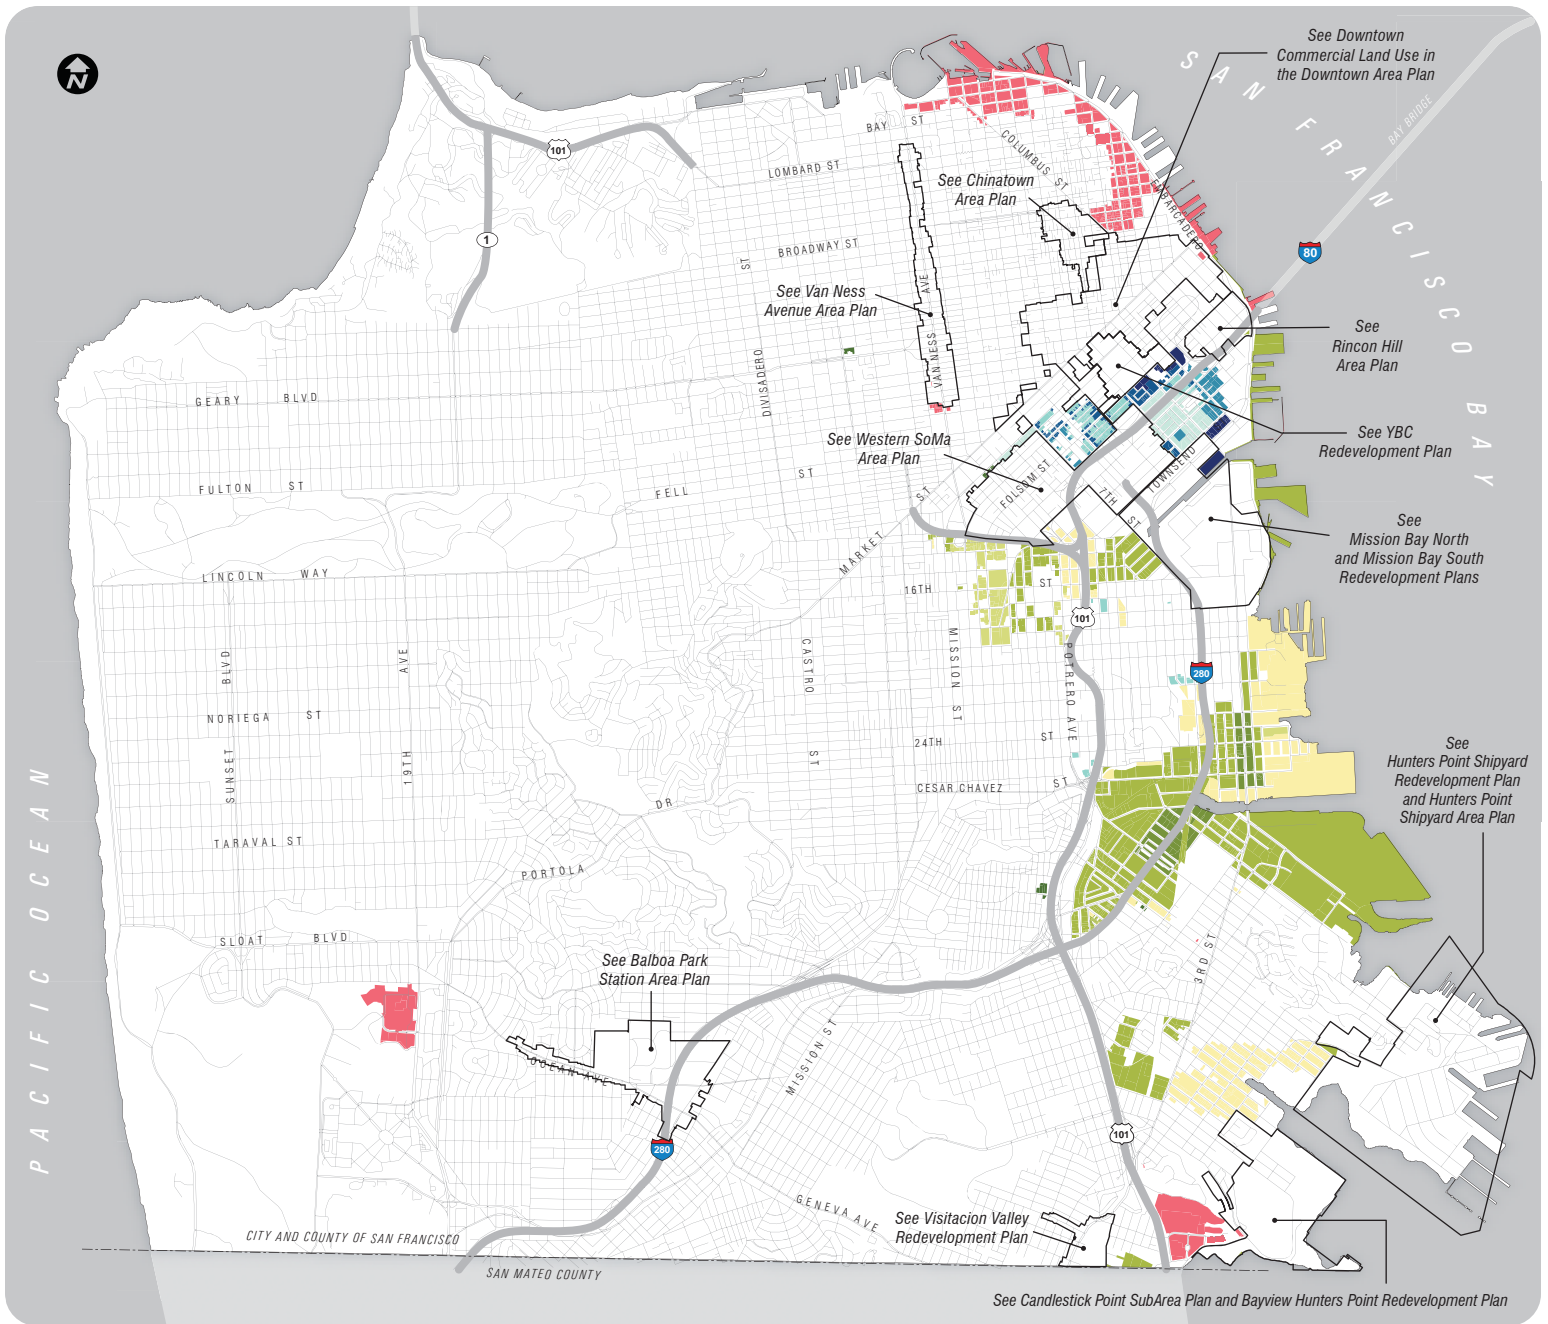 See Downtown
Commercial Land Use in
the Downtown Area Plan
SAN FRANCISCO BAY
BAY BRIDGE
N
101
1
80
BAY ST
COLUMBUS ST
LOMBARD ST
See Chinatown
Area Plan
EMBARCADERO
BROADWAY ST
ST
DIVISADERO
See Van Ness
Avenue Area Plan
VAN NESS AVE
See
Rincon Hill
Area Plan
GEARY BLVD
See YBC
Redevelopment Plan
See Western SoMa
Area Plan
FULTON ST
FELL ST
FOLSOM ST
7TH ST
TOWNSEND
MARKET ST
See
Mission Bay North
and Mission Bay South
Redevelopment Plans
LINCOLN WAY
16TH ST
101
SUNSET BLVD
19TH AVE
CASTRO ST
MISSION ST
POTRERO AVE
280
NORIEGA ST
24TH ST
CESAR CHAVEZ ST
See
Hunters Point Shipyard
Redevelopment Plan
and Hunters Point
Shipyard Area Plan
PACIFIC OCEAN
TARAVAL ST
PORTOLA DR
SLOAT BLVD
3RD ST
See Balboa Park
Station Area Plan
OCEAN AVE
MISSION ST
280
101
GENEVA AVE
See Visitacion Valley
Redevelopment Plan
CITY AND COUNTY OF SAN FRANCISCO
SAN MATEO COUNTY
See Candlestick Point SubArea Plan and Bayview Hunters Point Redevelopment Plan